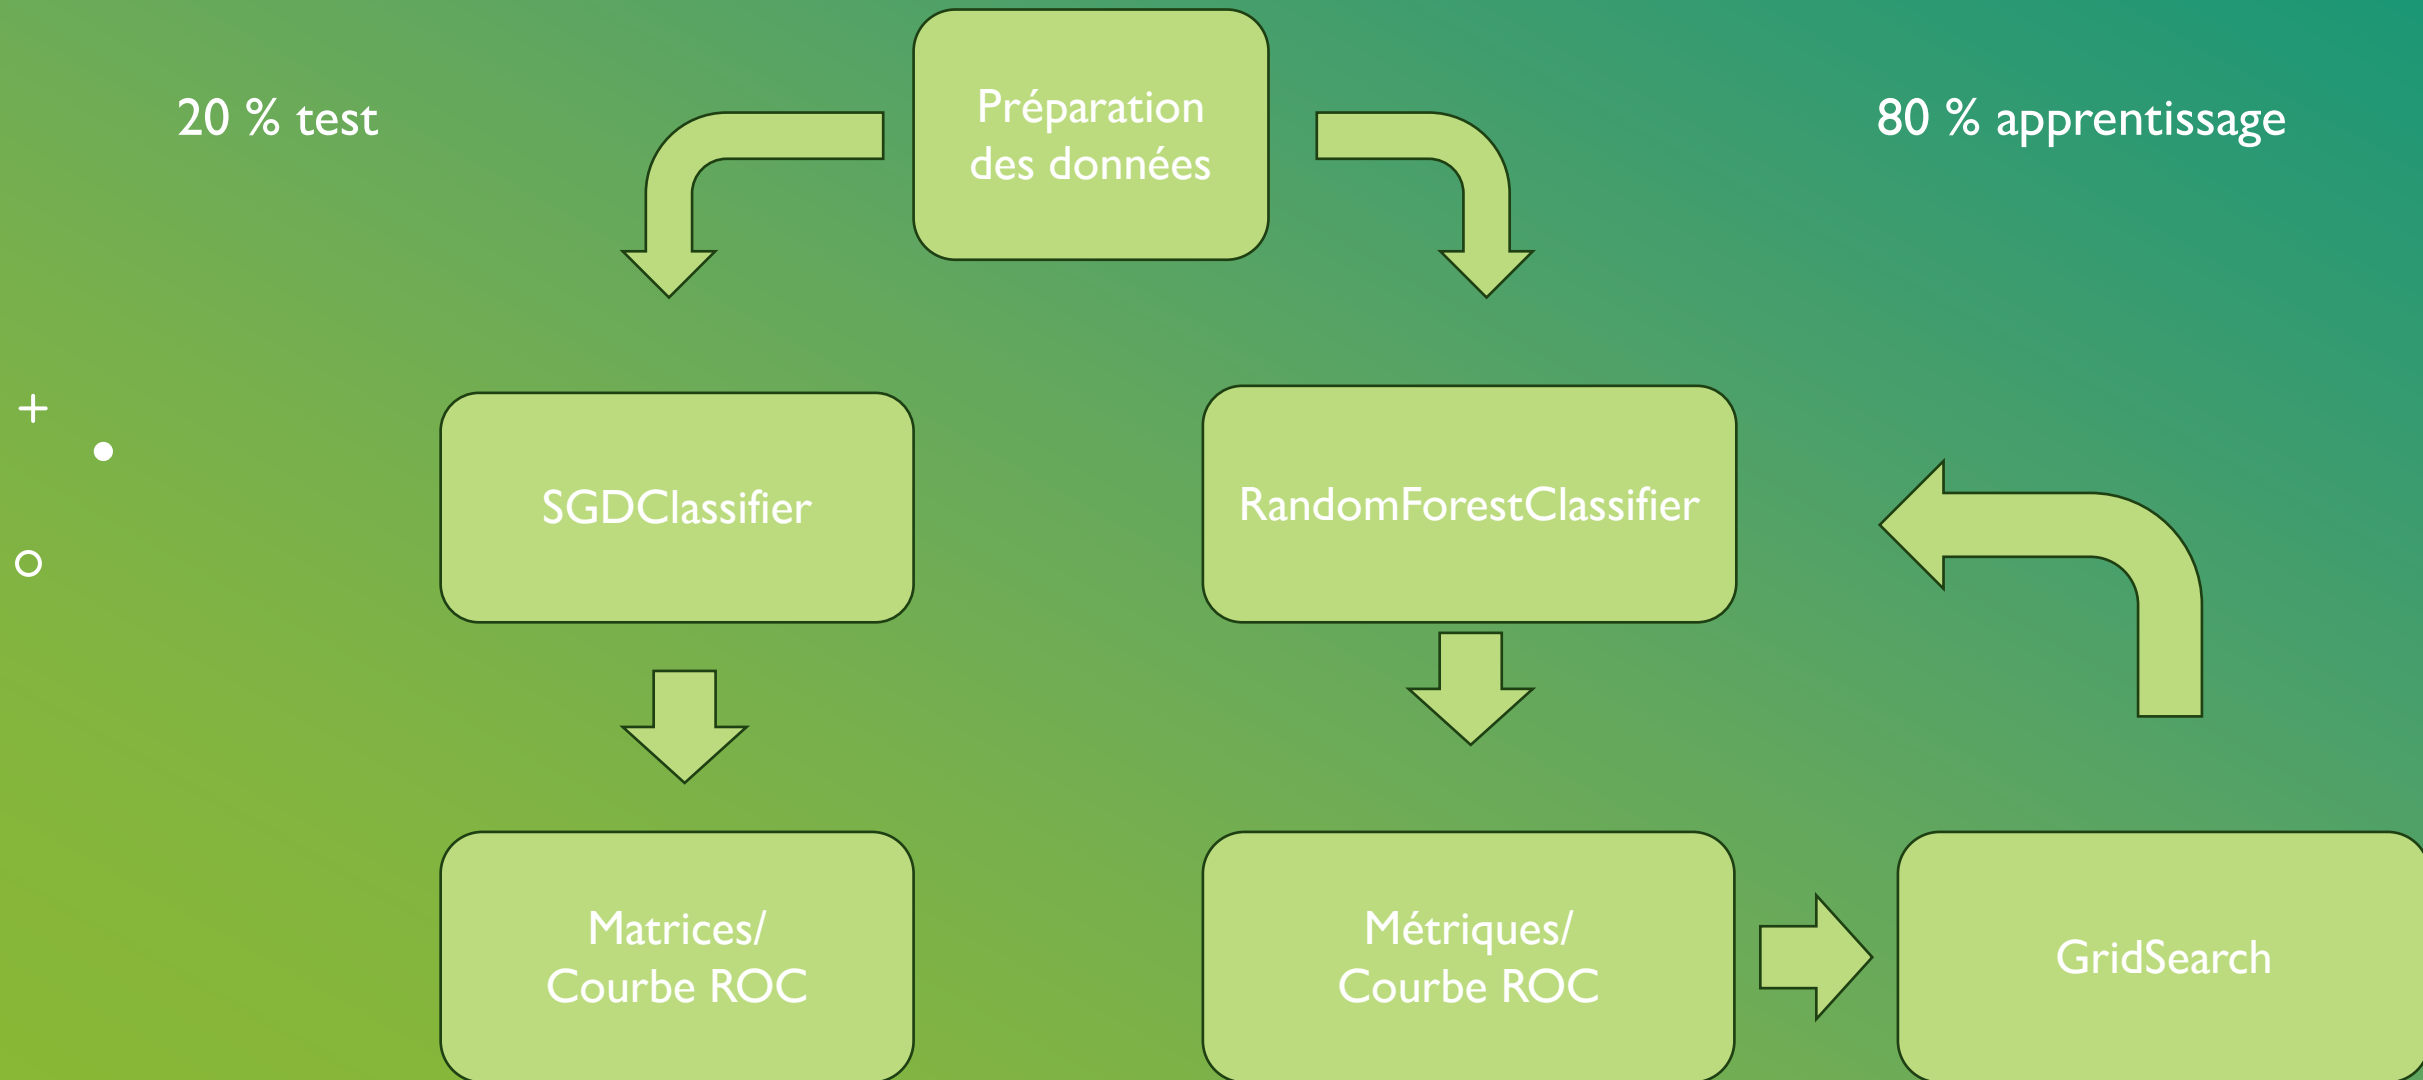 20 % test
Préparation
des données
80 % apprentissage
SGDClassifier
RandomForestClassifier
Matrices/
Courbe ROC
Métriques/
Courbe ROC
GridSearch